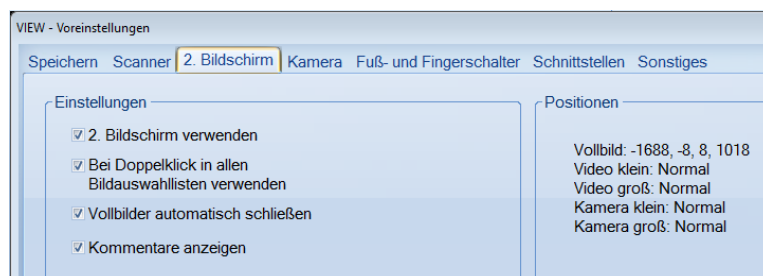 VIEW - Voreinstellungen
Speichern Scanner 2. Bildschirm Kamera Fuß- und Fingerschalter Schnittstellen Sonstiges
Einstellungen
2. Bildschirm verwenden
Bei Doppelklick in allen
Bildauswahllisten verwenden
Vollbilder automatisch schließen
Kommentare anzeigen
Positionen
Vollbild: -1688, -8, 8, 1018
Video klein: Normal
Video groß: Normal
Kamera klein: Normal
Kamera groß: Normal